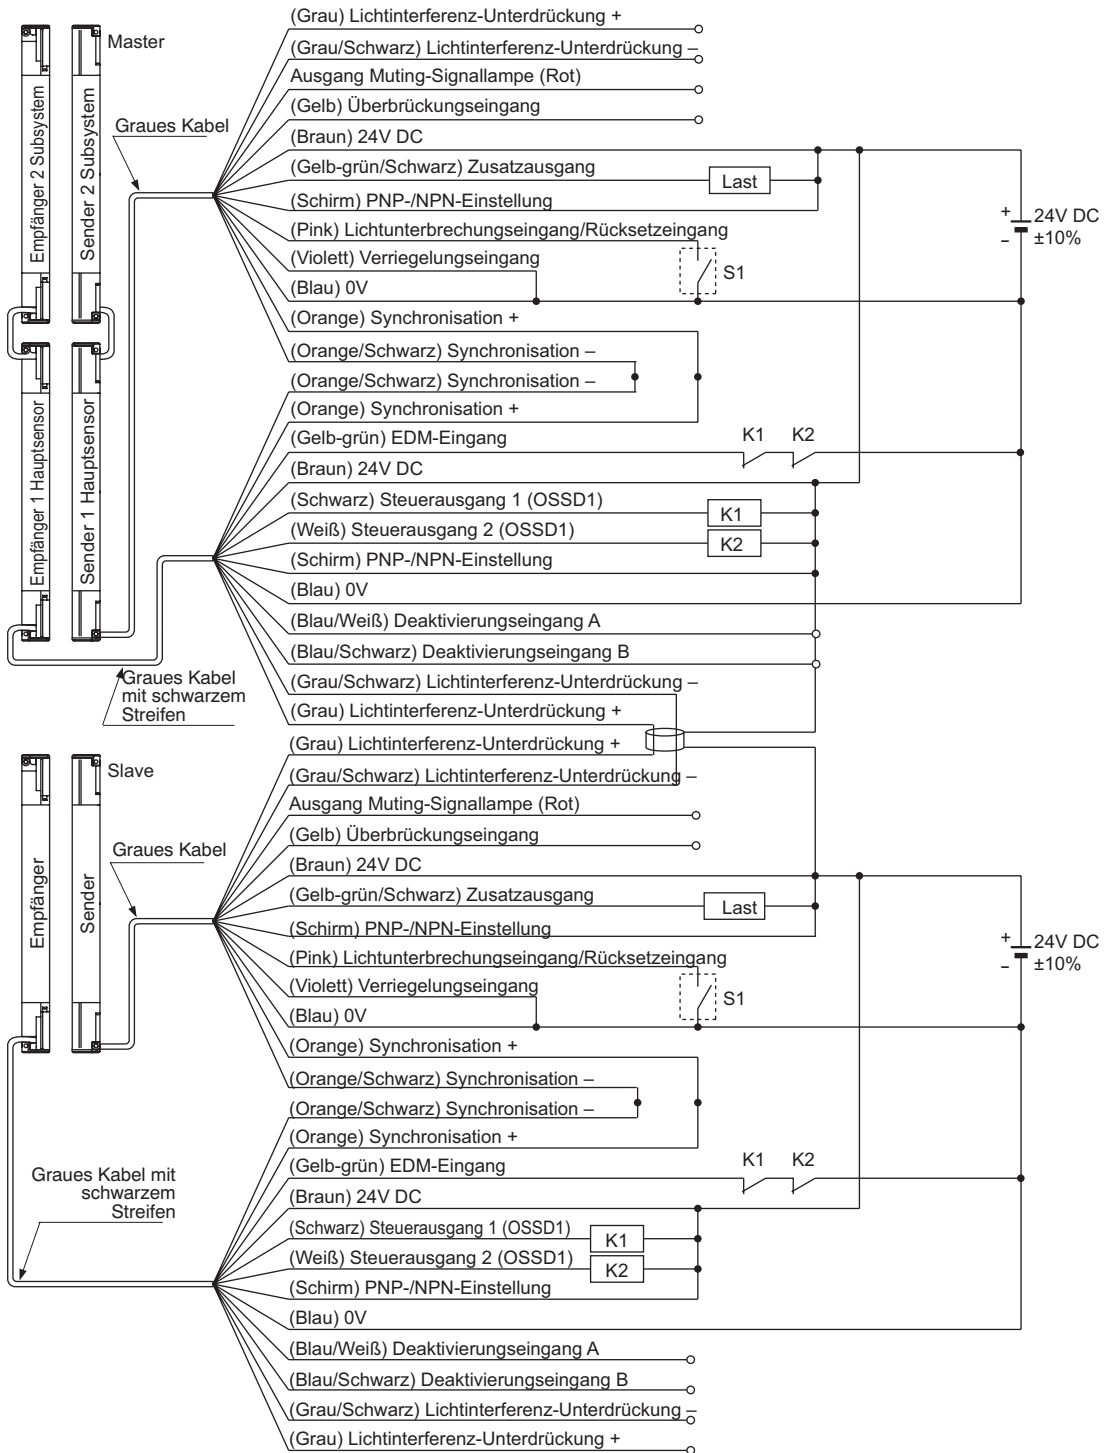 (Grau) Lichtinterferenz-Unterdrückung +
Master
(Grau/Schwarz) Lichtinterferenz-Unterdrückung –
Ausgang Muting-Signallampe (Rot)
(Gelb) Überbrückungseingang
Graues Kabel
(Braun) 24V DC
(Gelb-grün/Schwarz) Zusatzausgang
Last
(Schirm) PNP-/NPN-Einstellung
Empfänger 2 Subsystem
Sender 2 Subsystem
+
24V DC
–
±10%
(Pink) Lichtunterbrechungseingang/Rücksetzeingang
(Violett) Verriegelungseingang
S1
(Blau) 0V
(Orange) Synchronisation +
(Orange/Schwarz) Synchronisation –
(Orange/Schwarz) Synchronisation –
(Orange) Synchronisation +
(Gelb-grün) EDM-Eingang
K1
K2
(Braun) 24V DC
Empfänger 1 Hauptsensor
Sender 1 Hauptsensor
(Schwarz) Steuerausgang 1 (OSSD1)
K1
(Weiß) Steuerausgang 2 (OSSD1)
K2
(Schirm) PNP-/NPN-Einstellung
(Blau) 0V
(Blau/Weiß) Deaktivierungseingang A
(Blau/Schwarz) Deaktivierungseingang B
Graues Kabel
mit schwarzem
Streifen
(Grau/Schwarz) Lichtinterferenz-Unterdrückung –
(Grau) Lichtinterferenz-Unterdrückung +
(Grau) Lichtinterferenz-Unterdrückung +
Slave
(Grau/Schwarz) Lichtinterferenz-Unterdrückung –
Ausgang Muting-Signallampe (Rot)
(Gelb) Überbrückungseingang
Graues Kabel
(Braun) 24V DC
(Gelb-grün/Schwarz) Zusatzausgang
Last
Empfänger
Sender
(Schirm) PNP-/NPN-Einstellung
+
24V DC
–
±10%
(Pink) Lichtunterbrechungseingang/Rücksetzeingang
(Violett) Verriegelungseingang
S1
(Blau) 0V
(Orange) Synchronisation +
(Orange/Schwarz) Synchronisation –
(Orange/Schwarz) Synchronisation –
(Orange) Synchronisation +
(Gelb-grün) EDM-Eingang
K1
K2
Graues Kabel mit
schwarzem
Streifen
(Braun) 24V DC
(Schwarz) Steuerausgang 1 (OSSD1)
K1
(Weiß) Steuerausgang 2 (OSSD1)
K2
(Schirm) PNP-/NPN-Einstellung
(Blau) 0V
(Blau/Weiß) Deaktivierungseingang A
(Blau/Schwarz) Deaktivierungseingang B
(Grau/Schwarz) Lichtinterferenz-Unterdrückung –
(Grau) Lichtinterferenz-Unterdrückung +